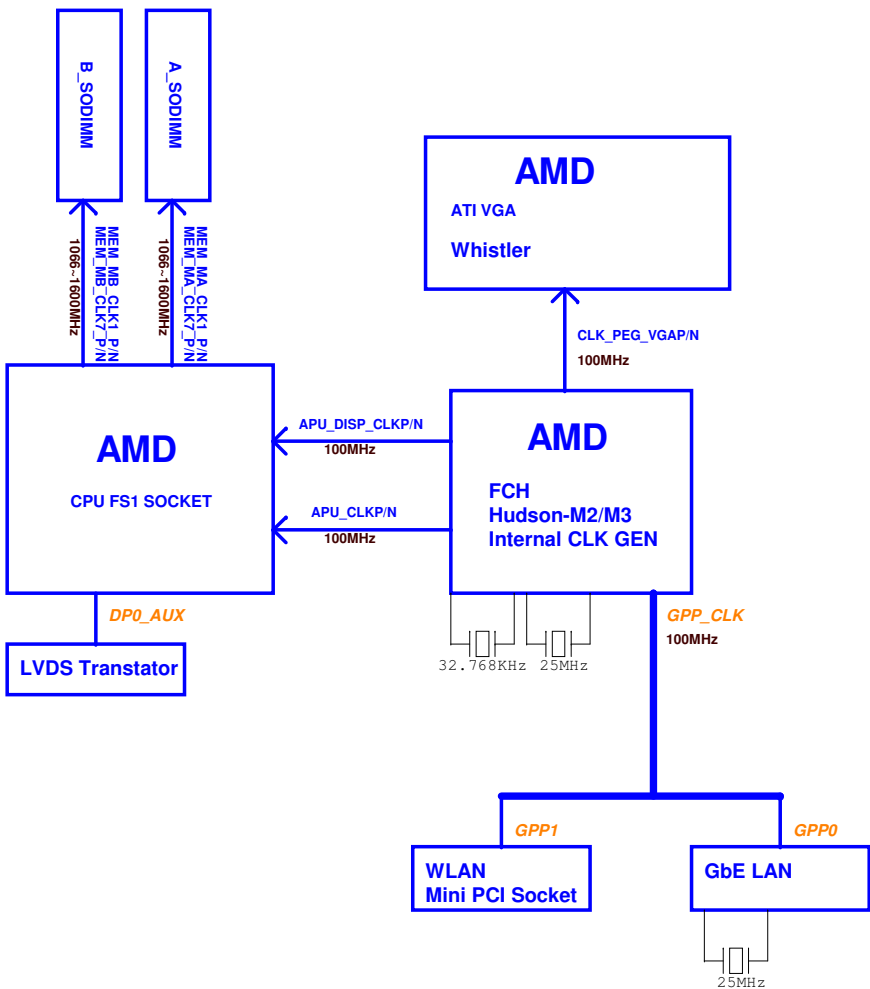 B_SODIMM
A_SODIMM
MEM_MB_CLK1_P/N
MEM_MB_CLK7_P/N
1066~1600MHz
MEM_MA_CLK1_P/N
MEM_MA_CLK7_P/N
1066~1600MHz
AMD
ATI VGA
Whistler
CLK_PEG_VGAP/N
100MHz
AMD
CPU FS1 SOCKET
APU_DISP_CLKP/N
100MHz
APU_CLKP/N
100MHz
AMD
FCH
Hudson-M2/M3
Internal CLK GEN
DP0_AUX
LVDS Transtator
32.768KHz
25MHz
GPP_CLK
100MHz
GPP1
WLAN
Mini PCI Socket
GPP0
GbE LAN
25MHz